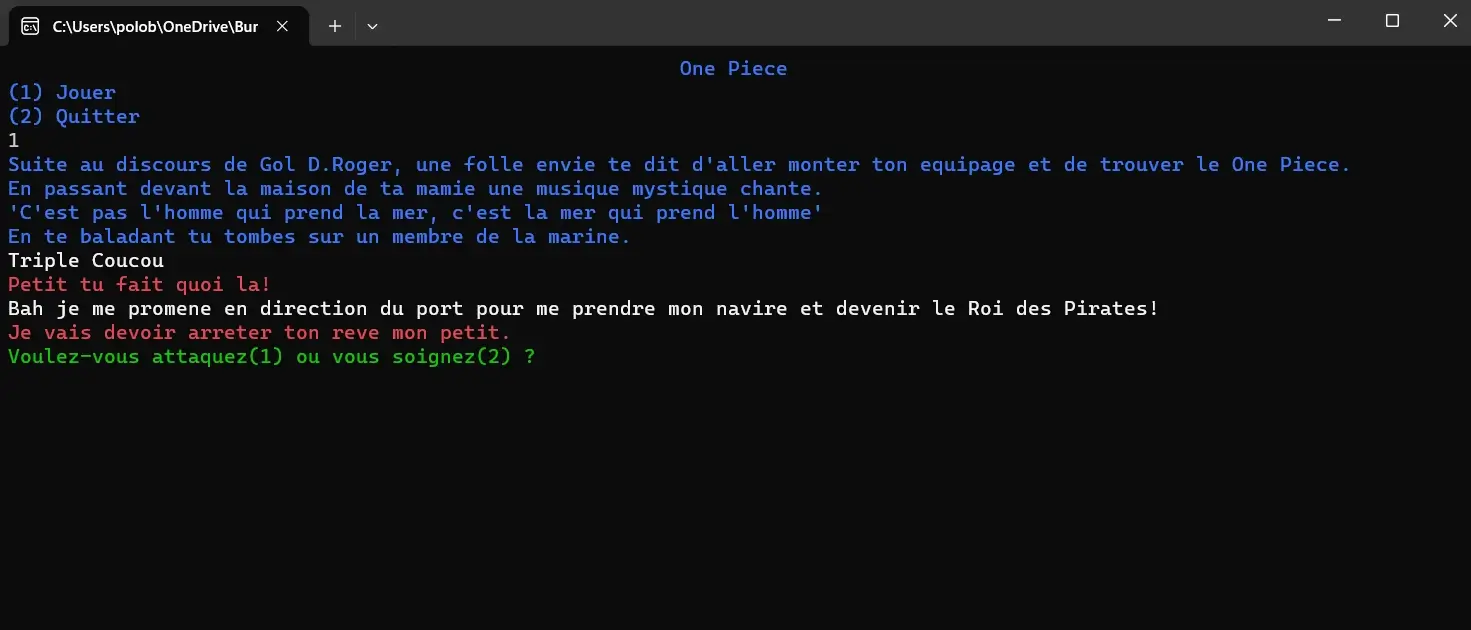 C:\Users\polob\OneDrive\Bur
One Piece
(1) Jouer
(2) Quitter
1
Suite au discours de Gol D.Roger, une folle envie te dit d'aller monter ton equipage et de trouver le One Piece.
En passant devant la maison de ta mamie une musique mystique chante.
'C'est pas l'homme qui prend la mer, c'est la mer qui prend l'homme'
En te baladant tu tombes sur un membre de la marine.
Triple Coucou
Petit tu fait quoi la!
Bah je me promene en direction du port pour me prendre mon navire et devenir le Roi des Pirates!
Je vais devoir arreter ton reve mon petit.
Voulez-vous attaquez(1) ou vous soignez(2) ?